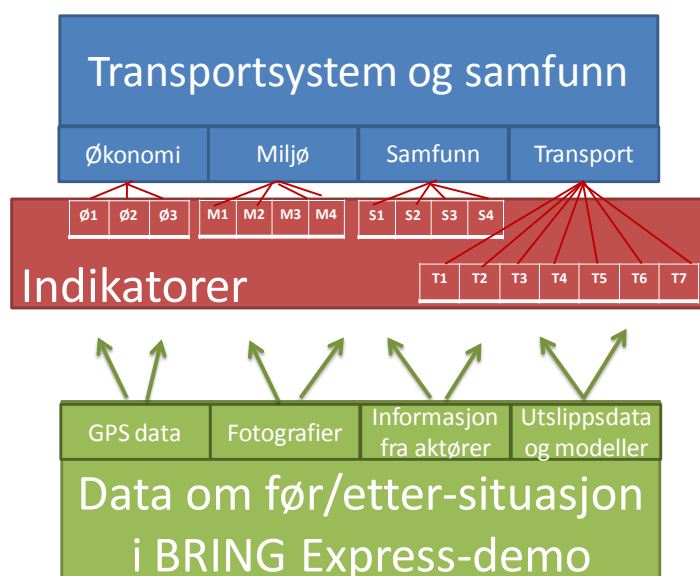 Transportsystem og samfunn
Økonomi Miljø Samfunn Transport
Ø1 Ø2 Ø3 M1 M2 M3 M4 S1 S2 S3 S4
Indikatorer
T1 T2 T3 T4 T5 T6 T7
GPS data
Fotografier
Informasjon
fra aktører
Utslippsdata
og modeller
Data om før/etter-situasjon
i BRING Express-demo